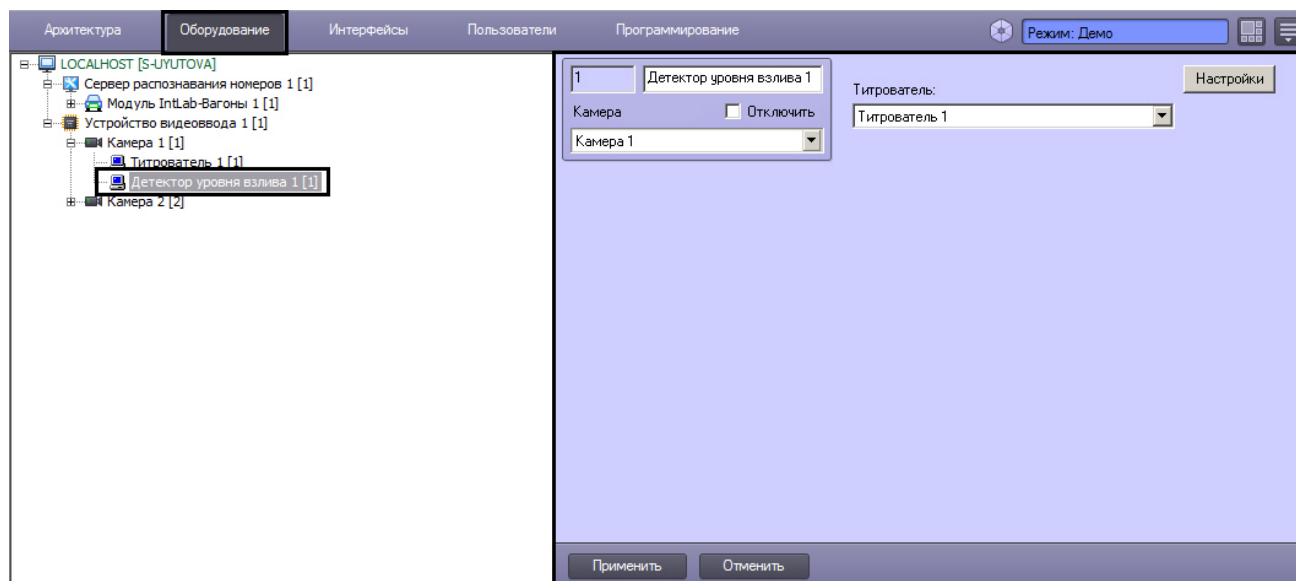 Архитектура Оборудование Интерфейсы Пользователи Программирование Режим: Демо
LOCALHOST [S-UYUTOVA]
Сервер распознавания номеров 1 [1]
Модуль IntLab-Вагоны 1 [1]
Устройство видеоввода 1 [1]
Камера 1 [1]
Титрователь 1 [1]
Детектор уровня взлива 1 [1]
Камера 2 [2]
1 Детектор уровня взлива 1
Камера Отключить
Камера 1
Титрователь:
Титрователь 1
Настройки
Применить Отменить